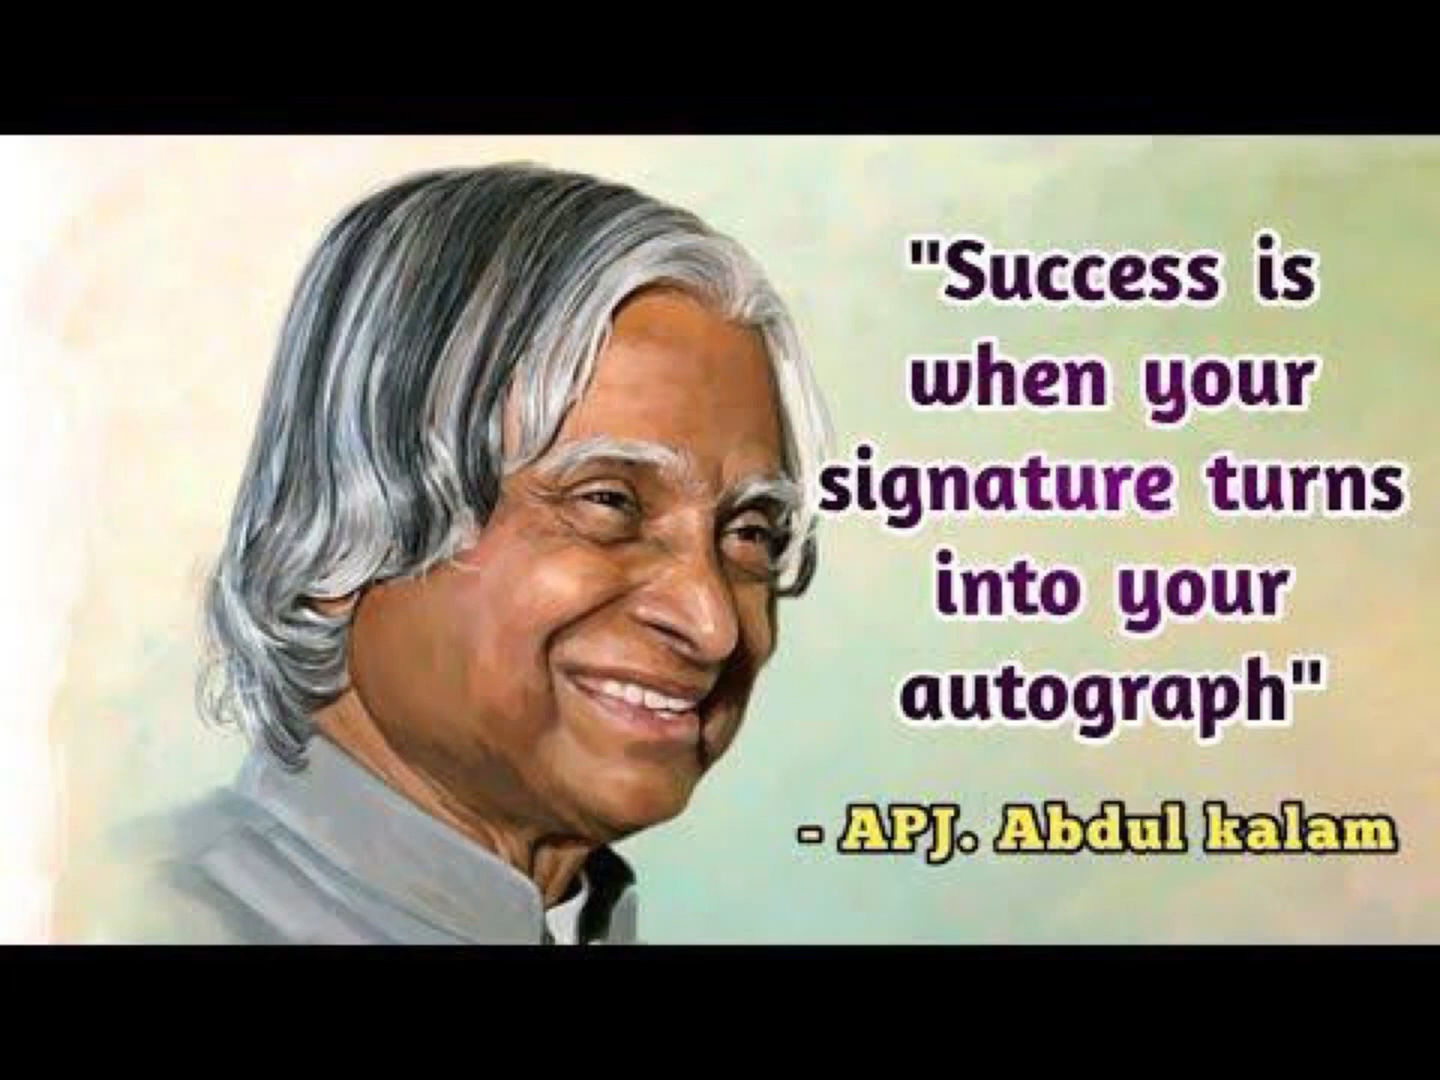 "Success is
when your
signature turns
into your
autograph"
- APJ. Abdul kalam